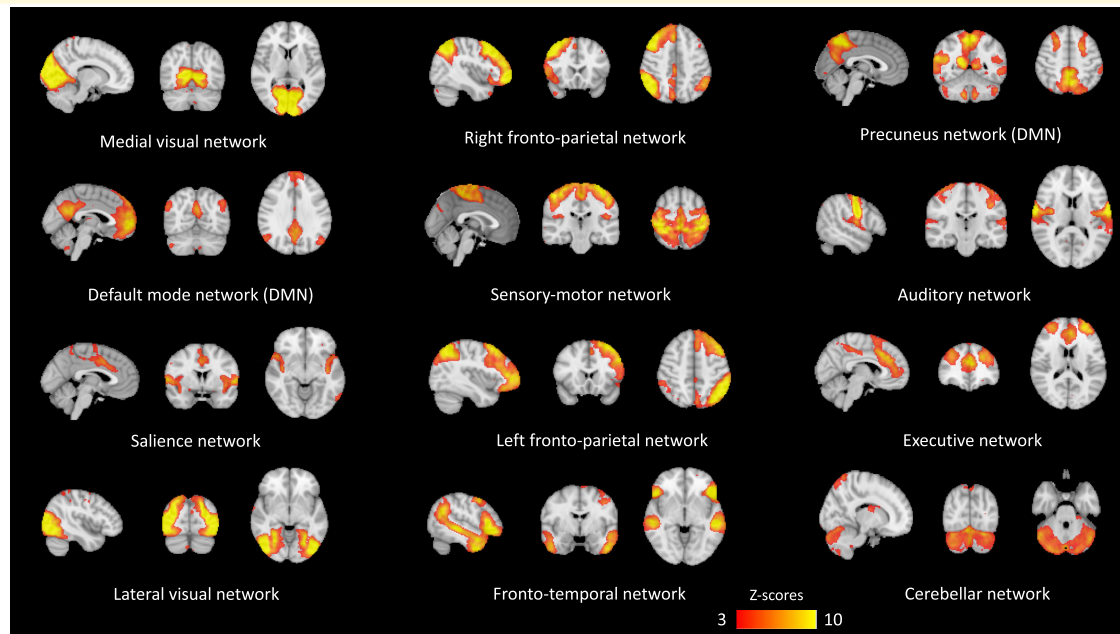 Medial visual network
Right fronto-parietal network
Precuneus network (DMN)
Default mode network (DMN)
Sensory-motor network
Auditory network
Salience network
Left fronto-parietal network
Executive network
Lateral visual network
Fronto-temporal network
Cerebellar network
Z-scores
3
10